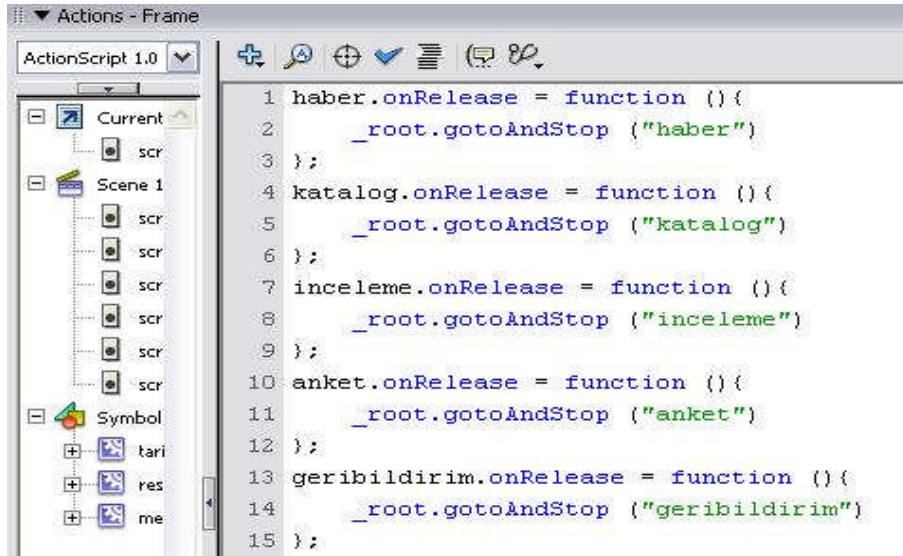 Actions - Frame
ActionScript 1.0
Current
scr
Scene 1
scr
scr
scr
scr
scr
scr
Symbol
tari
res
me
1 haber.onRelease = function (){
2 _root.gotoAndStop ("haber")
3 };
4 katalog.onRelease = function (){
5 _root.gotoAndStop ("katalog")
6 };
7 inceleme.onRelease = function (){
8 _root.gotoAndStop ("inceleme")
9 };
10 anket.onRelease = function (){
11 _root.gotoAndStop ("anket")
12 };
13 geribildirim.onRelease = function (){
14 _root.gotoAndStop ("geribildirim")
15 };